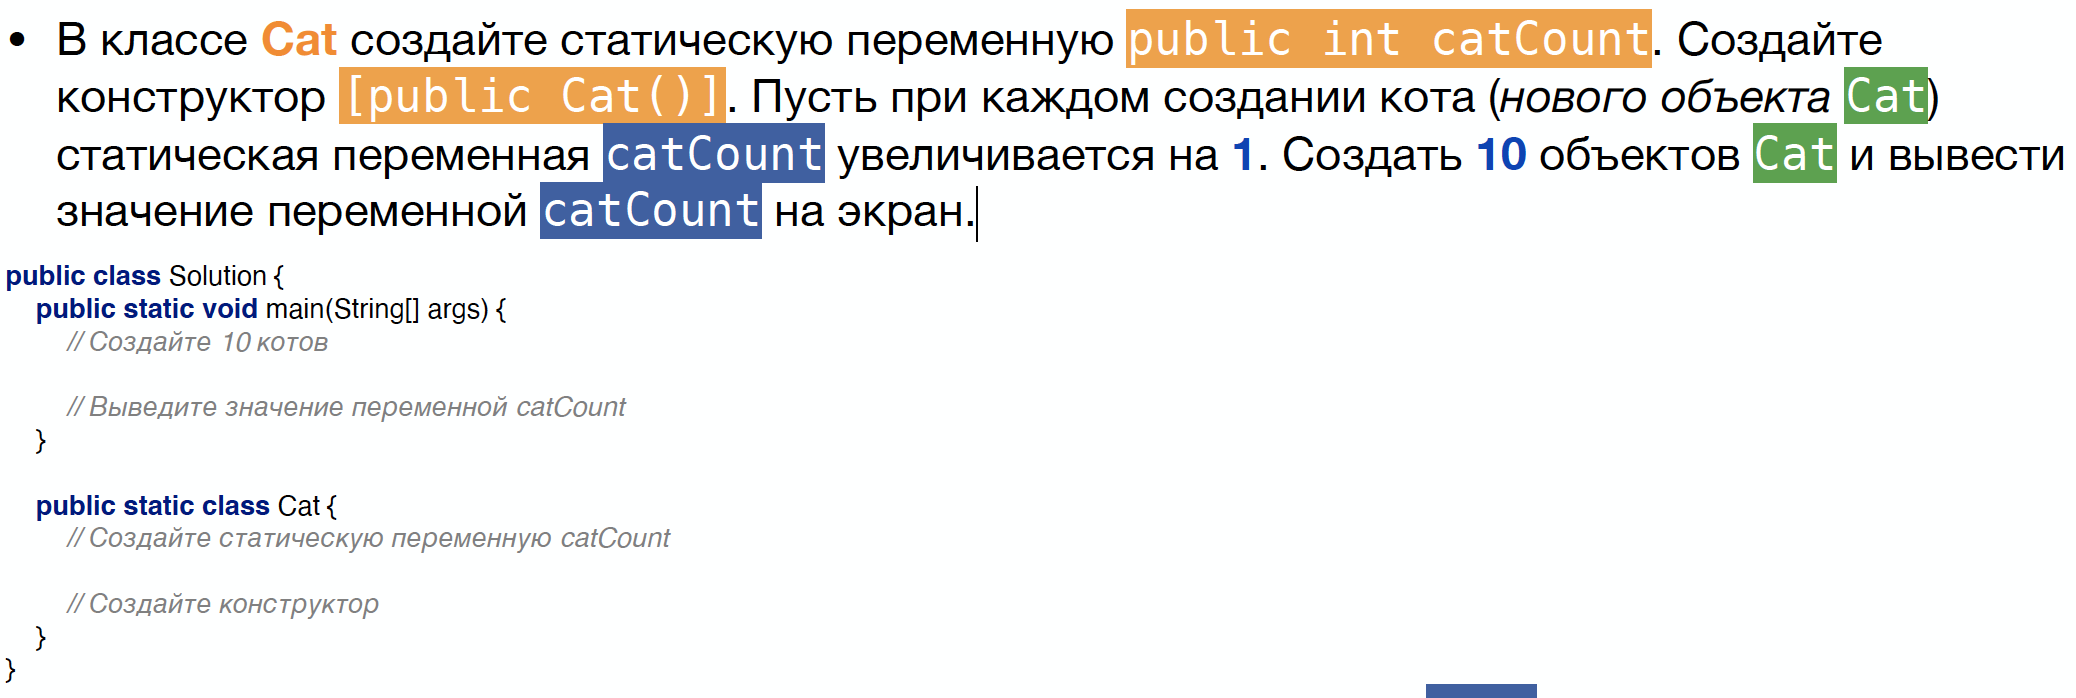 • В классе Cat создайте статическую переменную public int catCount. Создайте
конструктор [public Cat()]. Пусть при каждом создании кота (нового объекта Cat)
статическая переменная catCount увеличивается на 1. Создать 10 объектов Cat и вывести
значение переменной catCount на экран.
public class Solution {
public static void main(String[] args) {
// Создайте 10 котов
// Выведите значение переменной catCount
}
public static class Cat {
// Создайте статическую переменную catCount
// Создайте конструктор
}
}